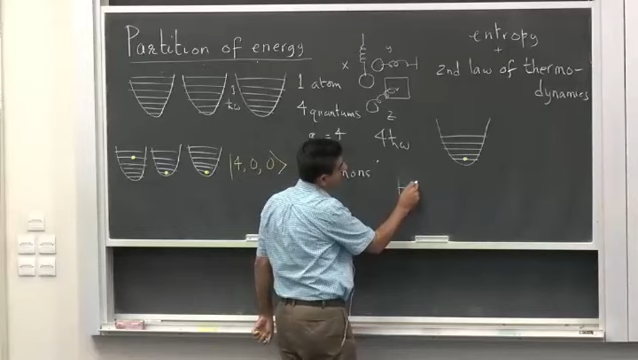 Partition of energy
entropy
+
2nd law of thermo-
dynamics
x
y
z
ħω
1 atom
4 quantums
= 4
4ħω
|4,0,0⟩